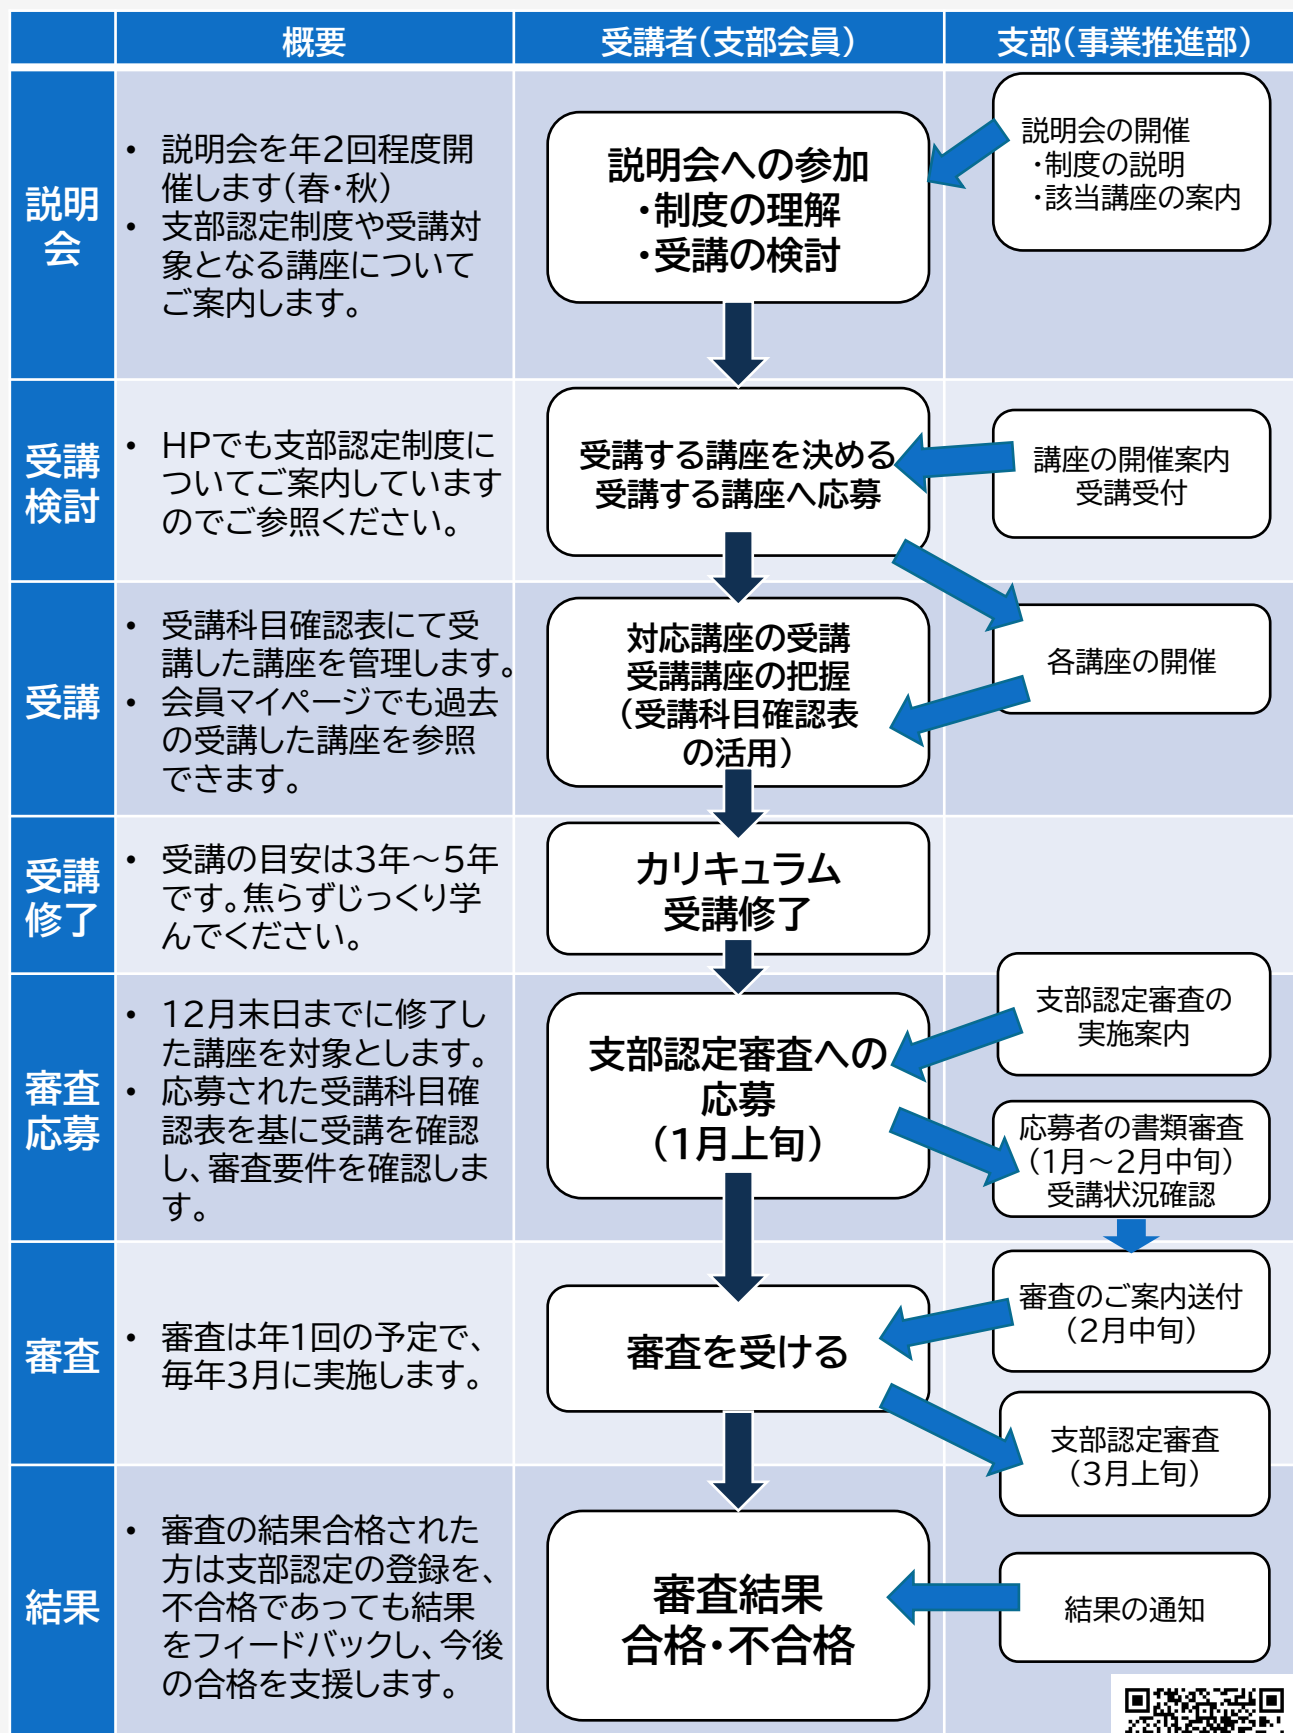 概要
受講者(支部会員)
支部(事業推進部)
説明
会
• 説明会を年2回程度開
催します(春・秋)
• 支部認定制度や受講対
象となる講座について
ご案内します。
説明会への参加
・制度の理解
・受講の検討
説明会の開催
・制度の説明
・該当講座の案内
受講
検討
• HPでも支部認定制度に
ついてご案内しています
のでご参照ください。
受講する講座を決める
受講する講座へ応募
講座の開催案内
受講受付
受講
• 受講科目確認表にて受
講した講座を管理します。
• 会員マイページでも過去
の受講した講座を参照
できます。
対応講座の受講
受講講座の把握
(受講科目確認表
の活用)
各講座の開催
受講
修了
• 受講の目安は3年～5年
です。焦らずじっくり学
んでください。
カリキュラム
受講修了
審査
応募
• 12月末日までに修了し
た講座を対象とします。
• 応募された受講科目確
認表を基に受講を確認
し、審査要件を確認しま
す。
支部認定審査への
応募
(1月上旬)
支部認定審査の
実施案内
応募者の書類審査
(1月～2月中旬)
受講状況確認
審査
• 審査は年1回の予定で、
毎年3月に実施します。
審査を受ける
審査のご案内送付
(2月中旬)
支部認定審査
(3月上旬)
結果
• 審査の結果合格された
方は支部認定の登録を、
不合格であっても結果
をフィードバックし、今後
の合格を支援します。
審査結果
合格・不合格
結果の通知